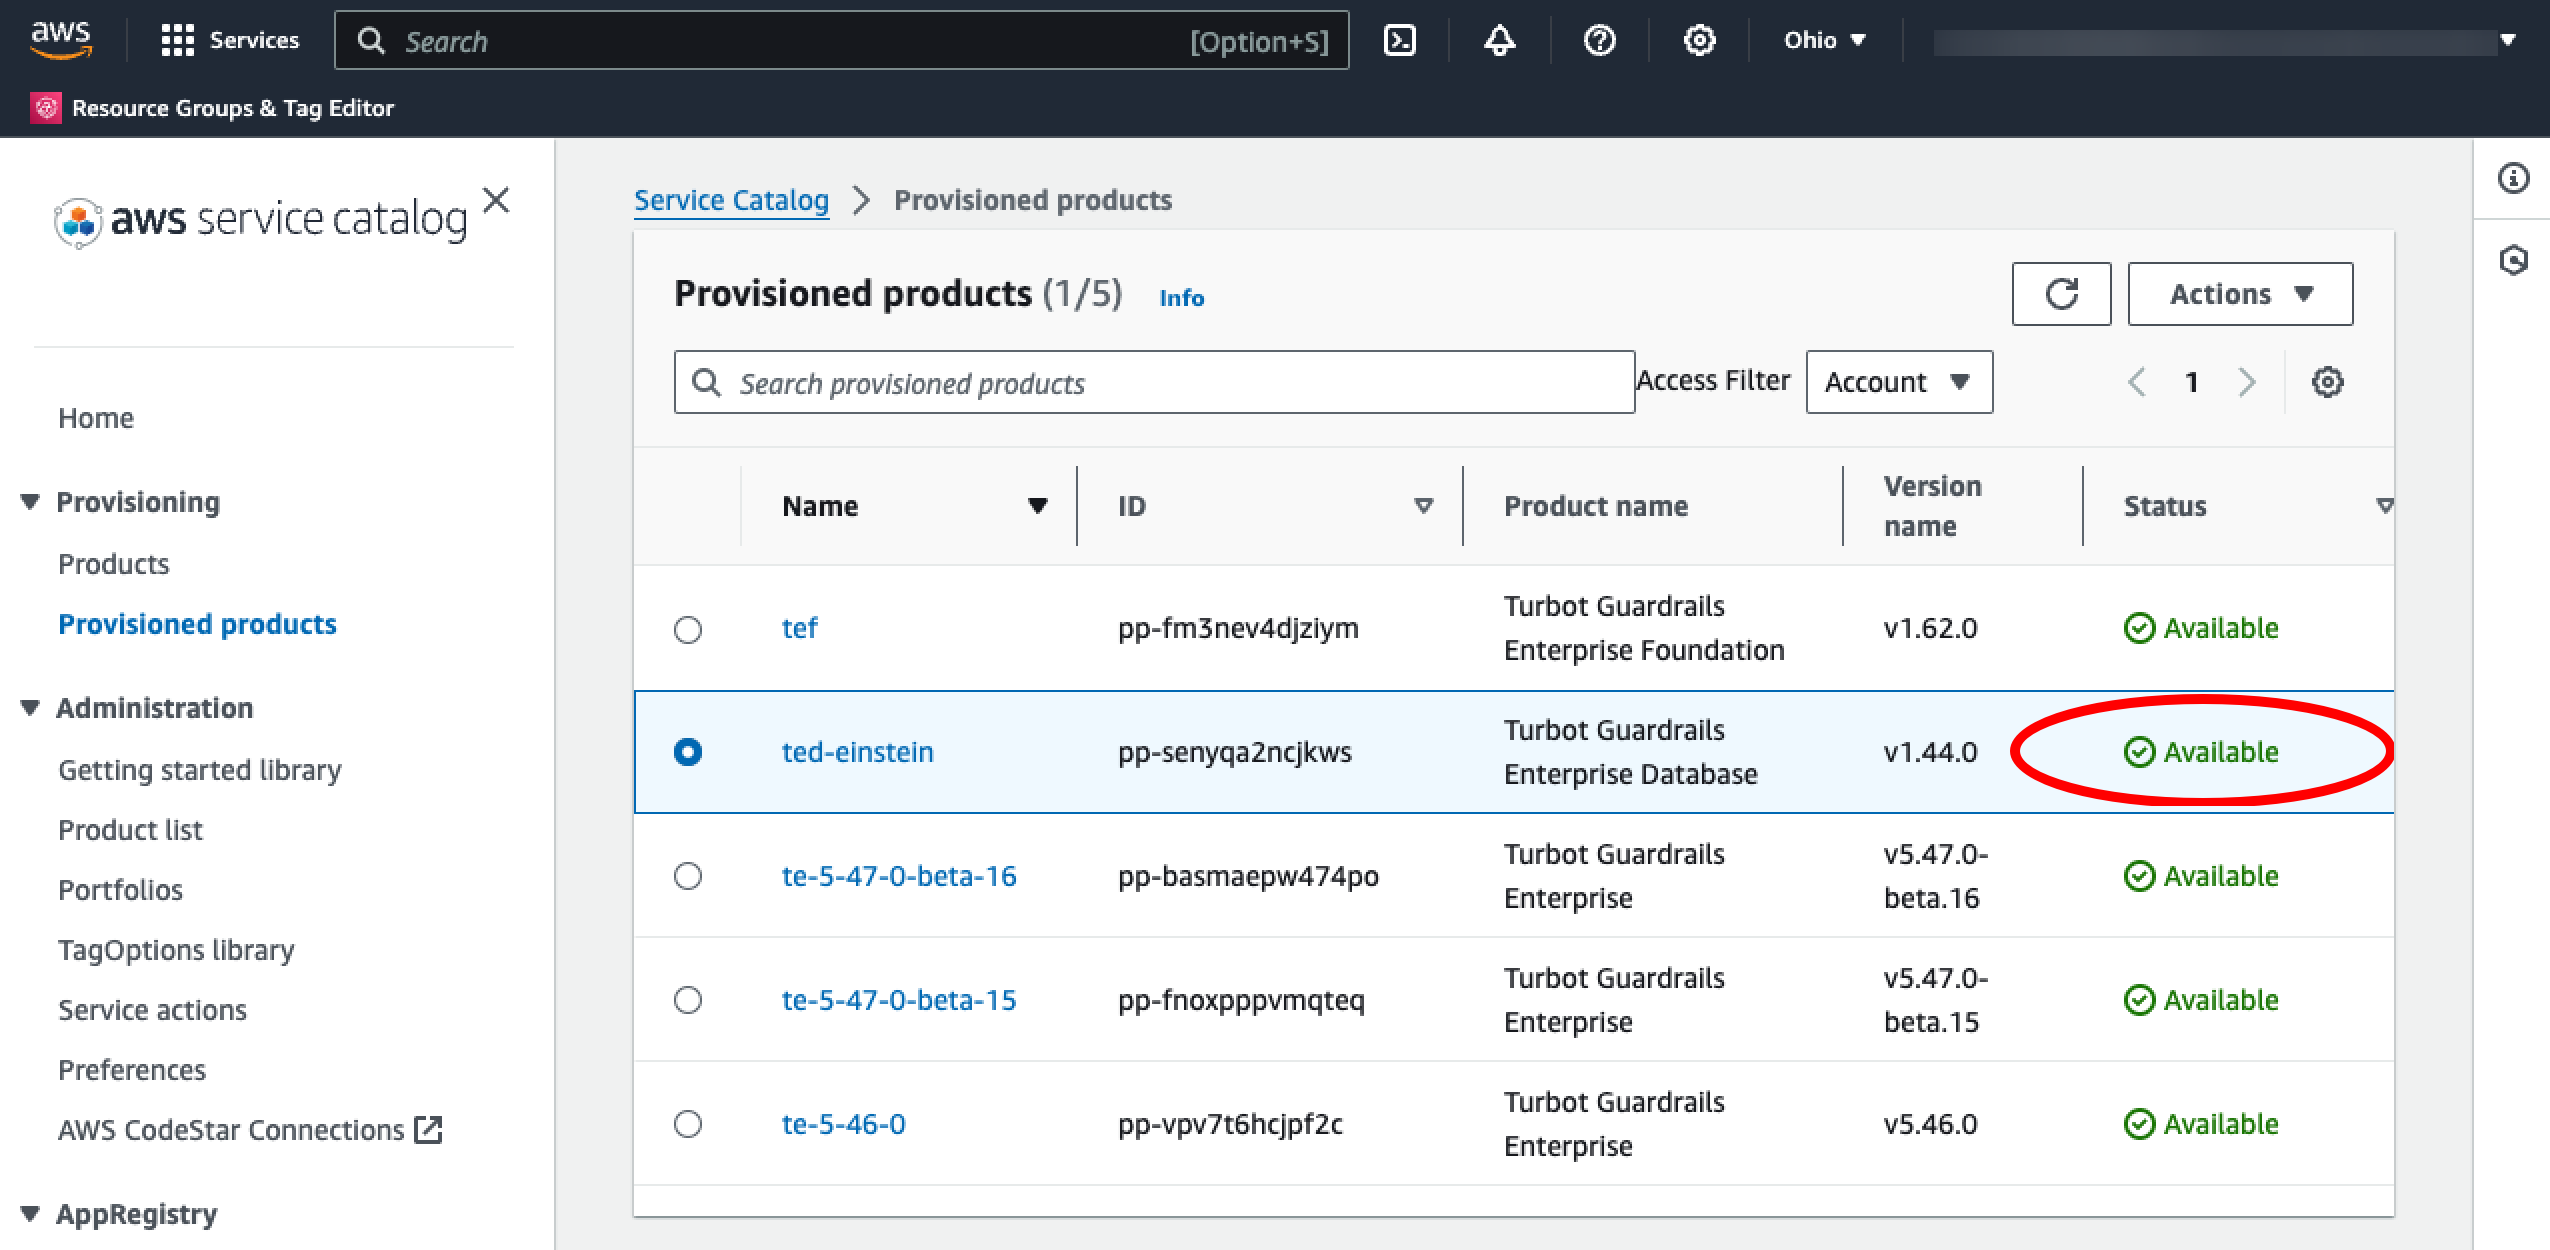 aws
Services
Search
[Option+S]
Ohio
Resource Groups & Tag Editor
aws service catalog
Home
Provisioning
Products
Provisioned products
Administration
Getting started library
Product list
Portfolios
TagOptions library
Service actions
Preferences
AWS CodeStar Connections
AppRegistry
Service Catalog
Provisioned products
Provisioned products (1/5)
Info
Actions
Search provisioned products
Access Filter
Account
1
Name
ID
Product name
Version
name
Status
tef
pp-fm3nev4djziym
Turbot Guardrails
Enterprise Foundation
v1.62.0
Available
ted-einstein
pp-senyqa2ncjkws
Turbot Guardrails
Enterprise Database
v1.44.0
Available
te-5-47-0-beta-16
pp-basmaepw474po
Turbot Guardrails
Enterprise
v5.47.0-
beta.16
Available
te-5-47-0-beta-15
pp-fnoxpppvmqteq
Turbot Guardrails
Enterprise
v5.47.0-
beta.15
Available
te-5-46-0
pp-vpv7t6hcjpf2c
Turbot Guardrails
Enterprise
v5.46.0
Available